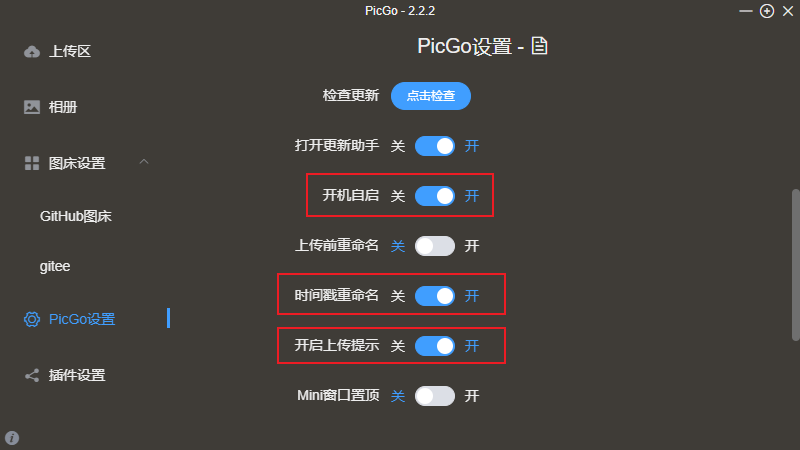 PicGo - 2.2.2
上传区
相册
图床设置
GitHub图床
gitee
PicGo设置
插件设置
PicGo设置 -
检查更新 点击检查
打开更新助手 关 开
开机自启 关 开
上传前重命名 关 开
时间戳重命名 关 开
开启上传提示 关 开
Mini窗口置顶 关 开